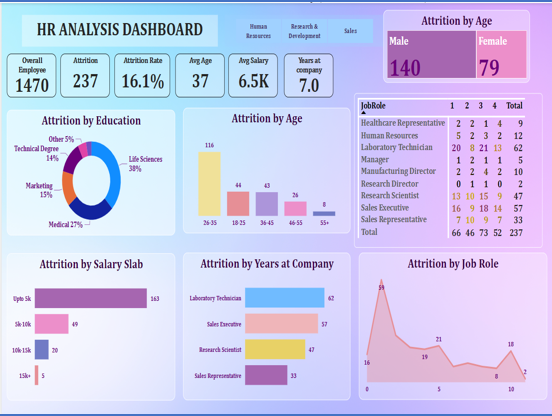 HR ANALYSIS DASHBOARD
Human Resources
Research & Development
Sales
Attrition by Age
Male
140
Female
79
Overall Employee
1470
Attrition
237
Attrition Rate
16.1%
Avg Age
37
Avg Salary
6.5K
Years at company
7.0
Attrition by Education
Other 5%
Technical Degree 14%
Life Sciences 38%
Marketing 15%
Medical 27%
Attrition by Age
116
44
43
26
8
26-35
18-25
36-45
46-55
55+
JobRole 1 2 3 4 Total
Healthcare Representative 2 2 1 4 9
Human Resources 5 2 3 2 12
Laboratory Technician 20 8 21 13 62
Manager 1 2 1 1 5
Manufacturing Director 2 2 4 2 10
Research Director 0 1 1 0 2
Research Scientist 13 10 15 9 47
Sales Executive 16 9 18 14 57
Sales Representative 7 10 9 7 33
Total 66 46 73 52 237
Attrition by Salary Slab
Upto 5k 163
5k-10k 49
10k-15k 20
15k+ 5
Attrition by Years at Company
Laboratory Technician 62
Sales Executive 57
Research Scientist 47
Sales Representative 33
Attrition by Job Role
59
16
19
21
8
18
2
0 5 10